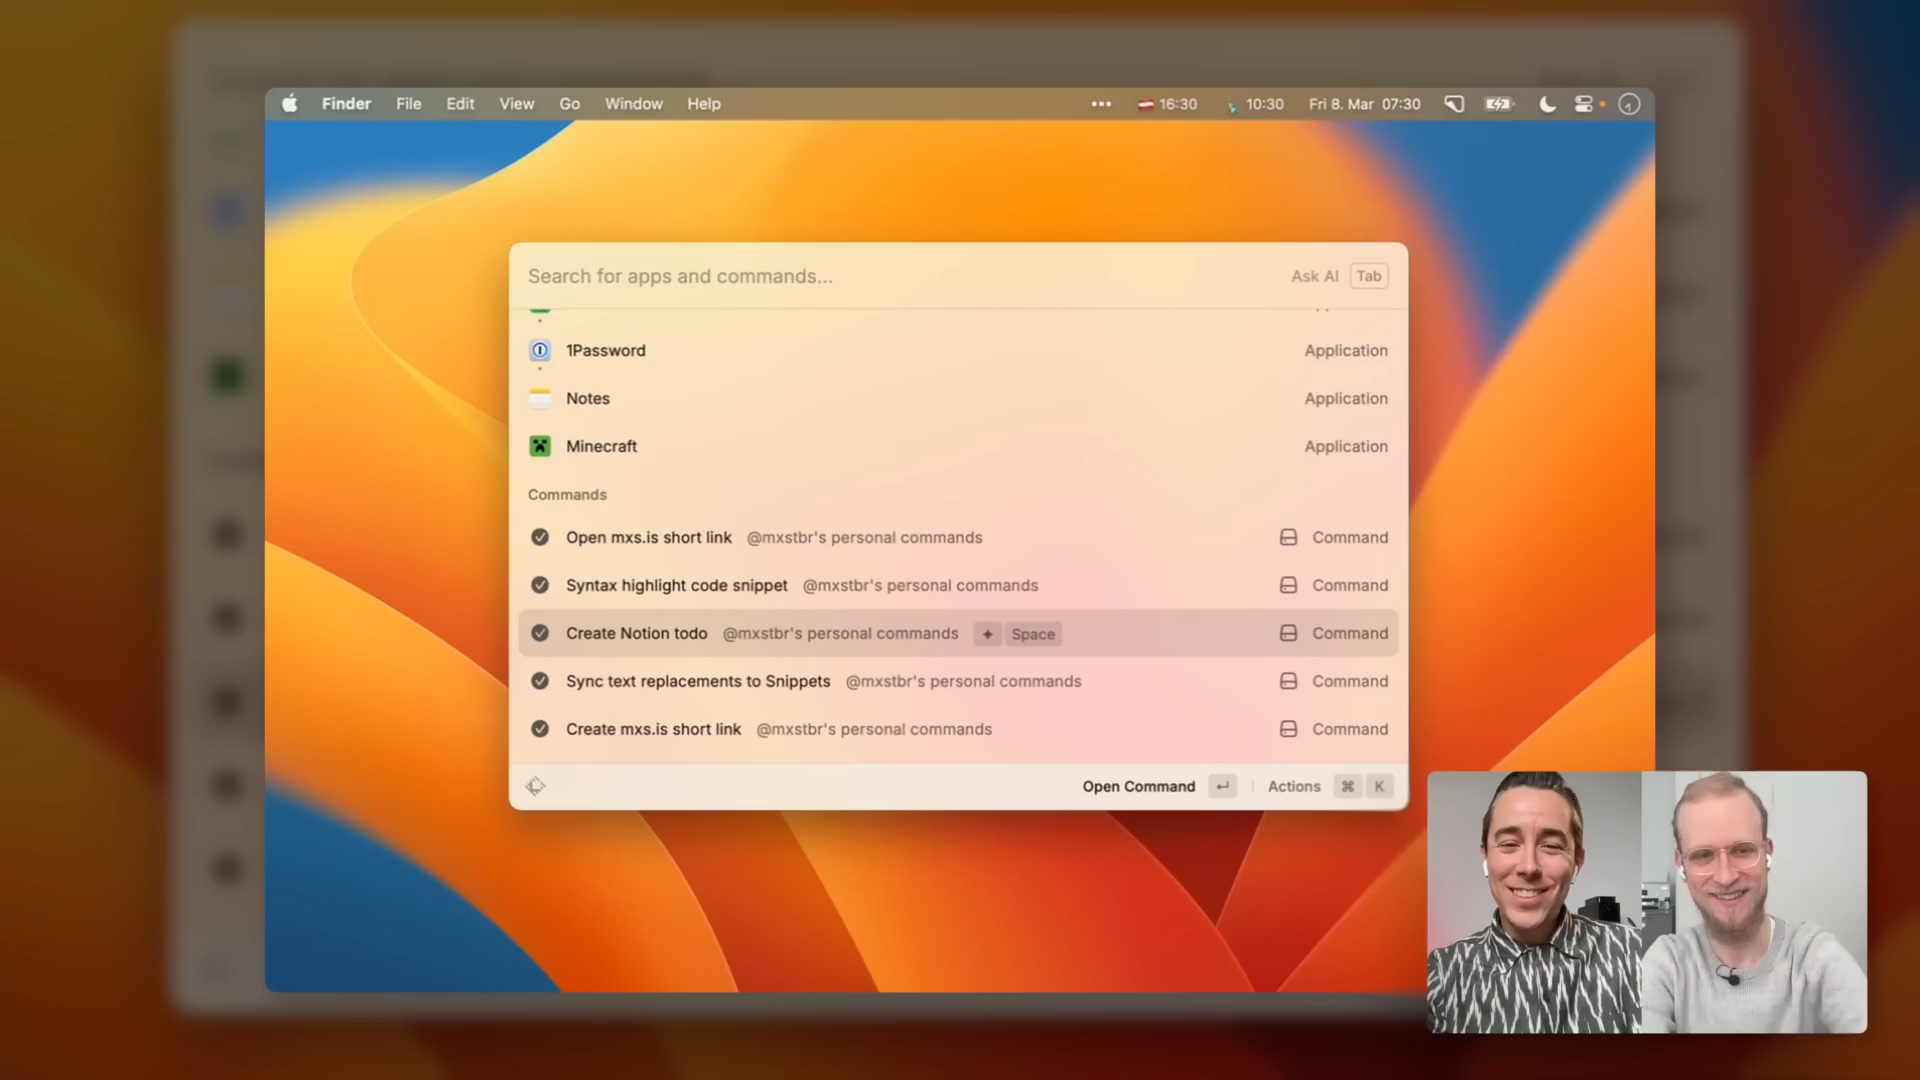 Finder File Edit View Go Window Help ••• 16:30 10:30 Fri 8. Mar 07:30
Search for apps and commands... Ask AI Tab
1Password Application
Notes Application
Minecraft Application
Commands
Open mxs.is short link @mxstbr's personal commands Command
Syntax highlight code snippet @mxstbr's personal commands Command
Create Notion todo @mxstbr's personal commands ✦ Space Command
Sync text replacements to Snippets @mxstbr's personal commands Command
Create mxs.is short link @mxstbr's personal commands Command
Open Command ↵ Actions ⌘ K